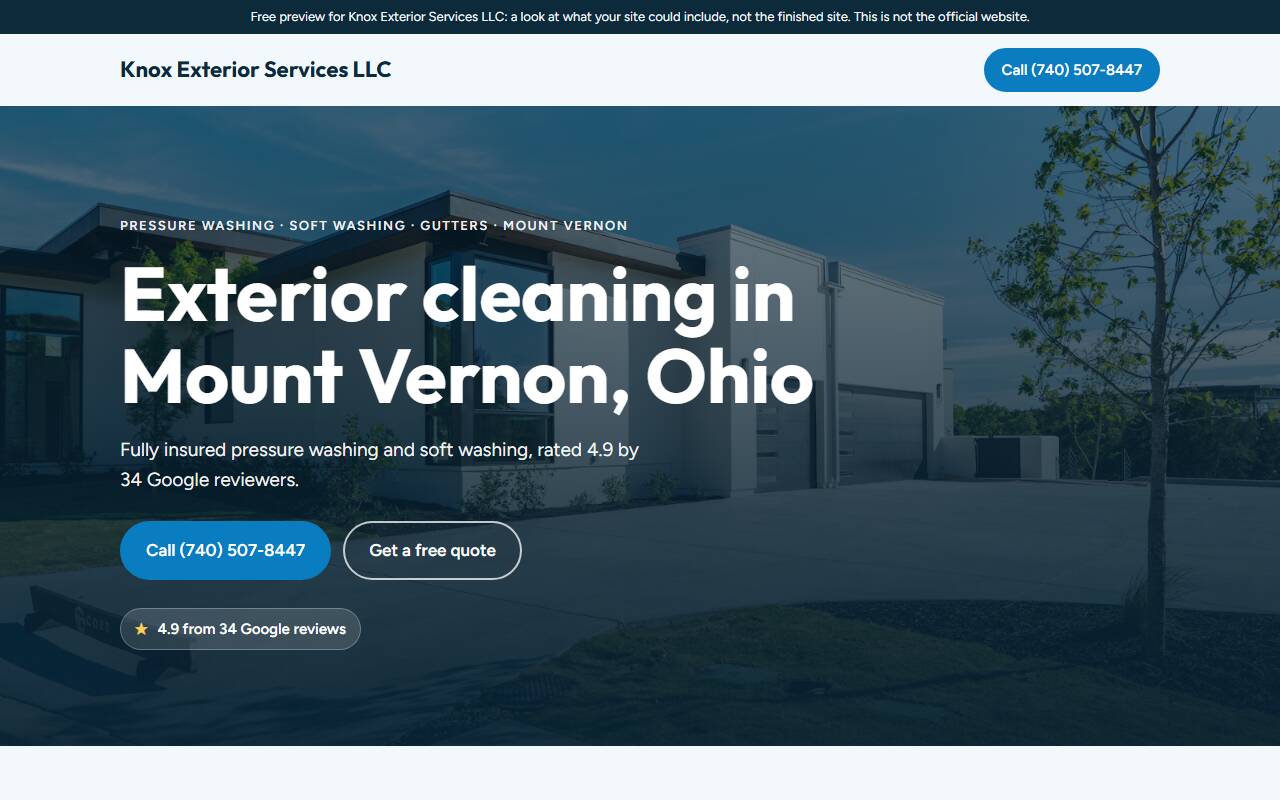 Free preview for Knox Exterior Services LLC: a look at what your site could include, not the finished site. This is not the official website.
Knox Exterior Services LLC
Call (740) 507-8447
PRESSURE WASHING · SOFT WASHING · GUTTERS · MOUNT VERNON
Exterior cleaning in
Mount Vernon, Ohio
Fully insured pressure washing and soft washing, rated 4.9 by
34 Google reviewers.
Call (740) 507-8447
Get a free quote
★ 4.9 from 34 Google reviews